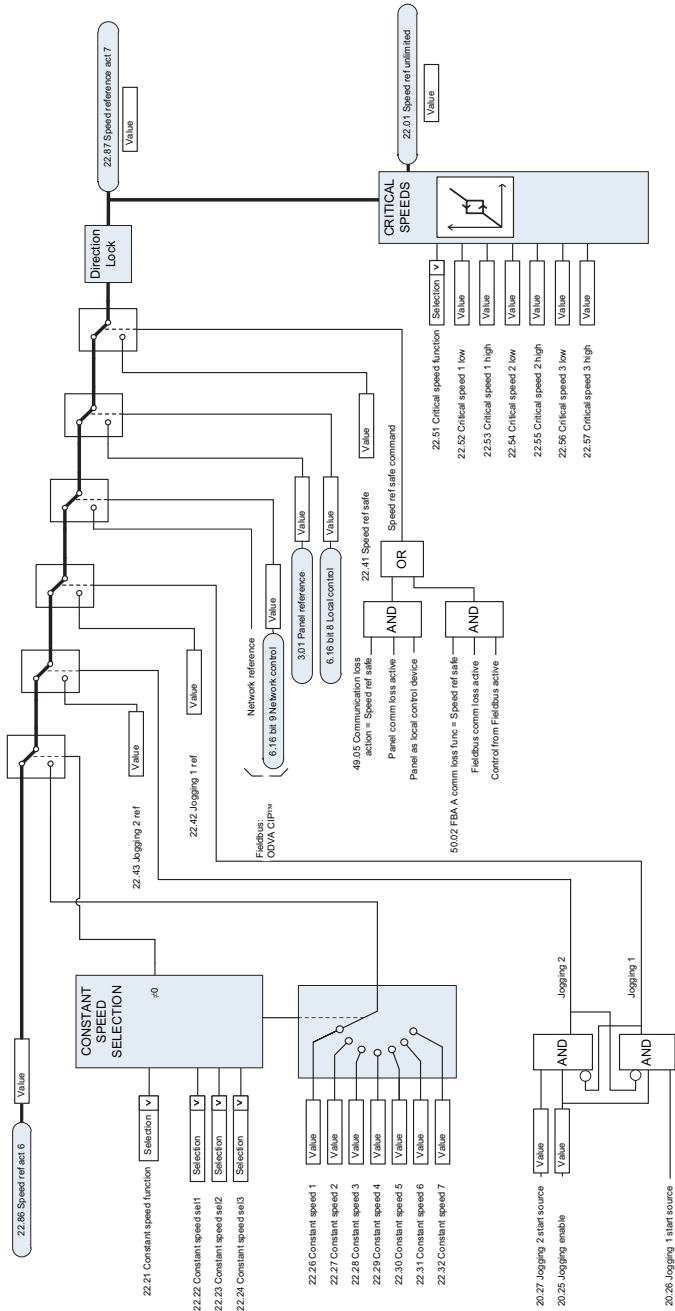 22.86 Speed ref act 6
Value
22.21 Constant speed function
Selection
v
22.22 Constant speed sel1
Selection
v
22.23 Constant speed sel2
Selection
v
22.24 Constant speed sel3
Selection
v
CONSTANT
SPEED
SELECTION
≠0
22.26 Constant speed 1
Value
22.27 Constant speed 2
Value
22.28 Constant speed 3
Value
22.29 Constant speed 4
Value
22.30 Constant speed 5
Value
22.31 Constant speed 6
Value
22.32 Constant speed 7
Value
20.27 Jogging 2 start source
Value
20.25 Jogging enable
Value
20.26 Jogging 1 start source
AND
AND
Jogging 2
Jogging 1
22.43 Jogging 2 ref
Value
22.42 Jogging 1 ref
Value
Fieldbus:
ODVA CIP™
Network reference
6.16 bit 9 Network control
Value
3.01 Panel reference
Value
6.16 bit 8 Local control
Value
22.41 Speed ref safe
Value
49.05 Communication loss
action = Speed ref safe
Panel comm loss active
Panel as local control device
AND
50.02 FBA A comm loss func = Speed ref safe
Fieldbus comm loss active
Control from Fieldbus active
AND
OR
Speed ref safe command
Direction
Lock
22.87 Speed reference act 7
Value
22.51 Critical speed function
Selection
v
22.52 Critical speed 1 low
Value
22.53 Critical speed 1 high
Value
22.54 Critical speed 2 low
Value
22.55 Critical speed 2 high
Value
22.56 Critical speed 3 low
Value
22.57 Critical speed 3 high
Value
CRITICAL
SPEEDS
22.01 Speed ref unlimited
Value